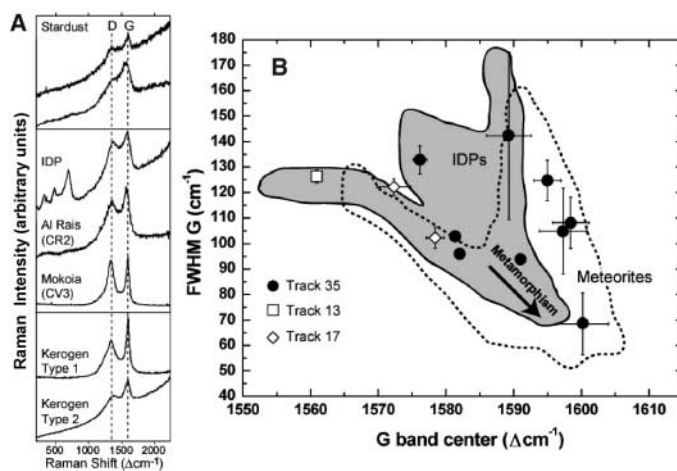 A
D G
Stardust
IDP
Al Rais
(CR2)
Mokoia
(CV3)
Kerogen
Type 1
Kerogen
Type 2
Raman Intensity (arbitrary units)
500 1000 1500 2000
Raman Shift (Δcm-1)
B
180
170
160
150
140
130
120
110
100
90
80
70
60
50
40
FWHM G (cm-1)
IDPs
Metamorphism
Meteorites
Track 35
Track 13
Track 17
1550 1560 1570 1580 1590 1600 1610
G band center (Δcm-1)